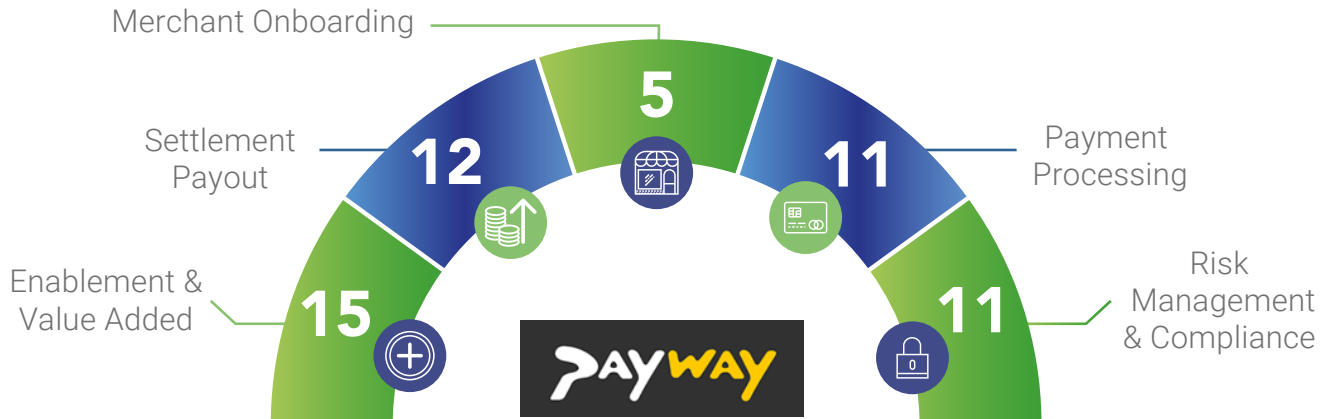 Merchant Onboarding
5
Settlement
Payout
12
11
Payment
Processing
Enablement &
Value Added
15
11
Risk
Management
& Compliance
PAYWAY